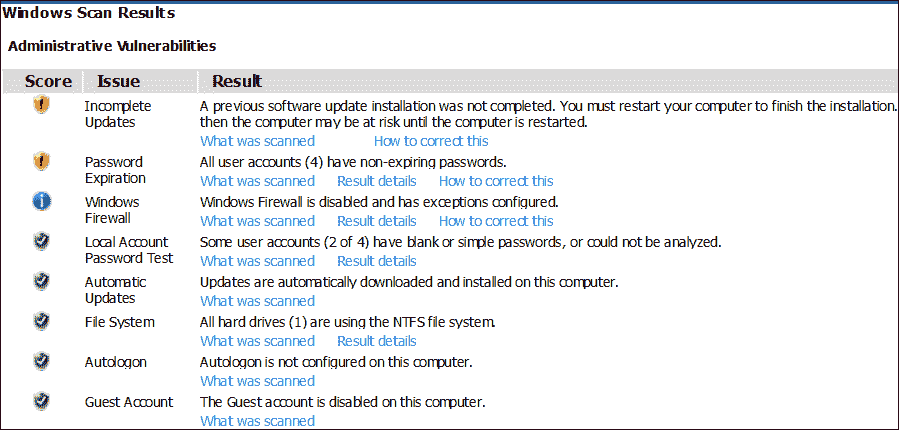 Windows Scan Results
Administrative Vulnerabilities
Score Issue Result
Incomplete Updates A previous software update installation was not completed. You must restart your computer to finish the installation.
then the computer may be at risk until the computer is restarted.
What was scanned How to correct this
Password Expiration All user accounts (4) have non-expiring passwords.
What was scanned Result details How to correct this
Windows Firewall Windows Firewall is disabled and has exceptions configured.
What was scanned Result details How to correct this
Local Account Password Test Some user accounts (2 of 4) have blank or simple passwords, or could not be analyzed.
What was scanned Result details
Automatic Updates Updates are automatically downloaded and installed on this computer.
What was scanned
File System All hard drives (1) are using the NTFS file system.
What was scanned Result details
Autologon Autologon is not configured on this computer.
What was scanned
Guest Account The Guest account is disabled on this computer.
What was scanned